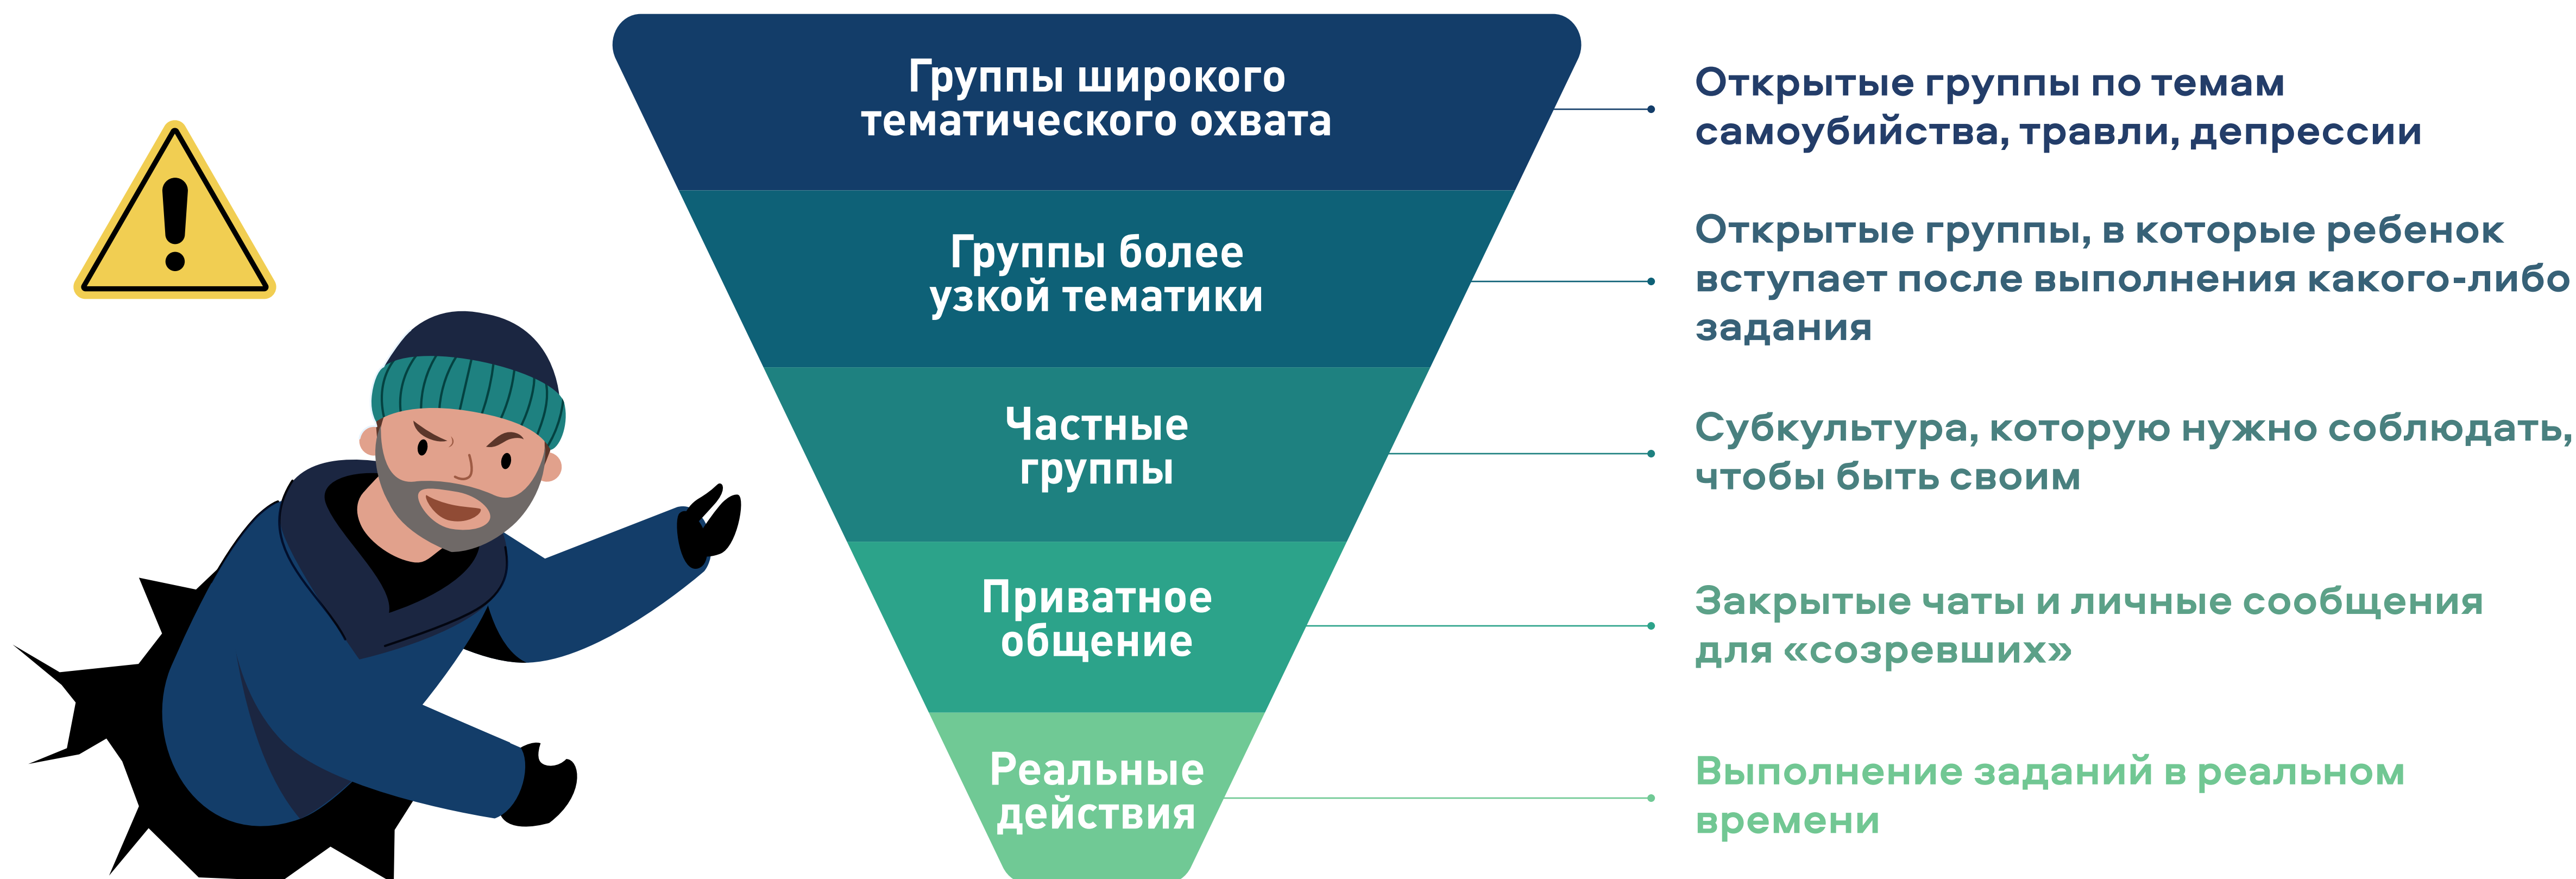 Группы широкого
тематического охвата
Открытые группы по темам
самоубийства, травли, депрессии
Группы более
узкой тематики
Открытые группы, в которые ребенок
вступает после выполнения какого-либо
задания
Частные
группы
Субкультура, которую нужно соблюдать,
чтобы быть своим
Приватное
общение
Закрытые чаты и личные сообщения
для «созревших»
Реальные
действия
Выполнение заданий в реальном
времени